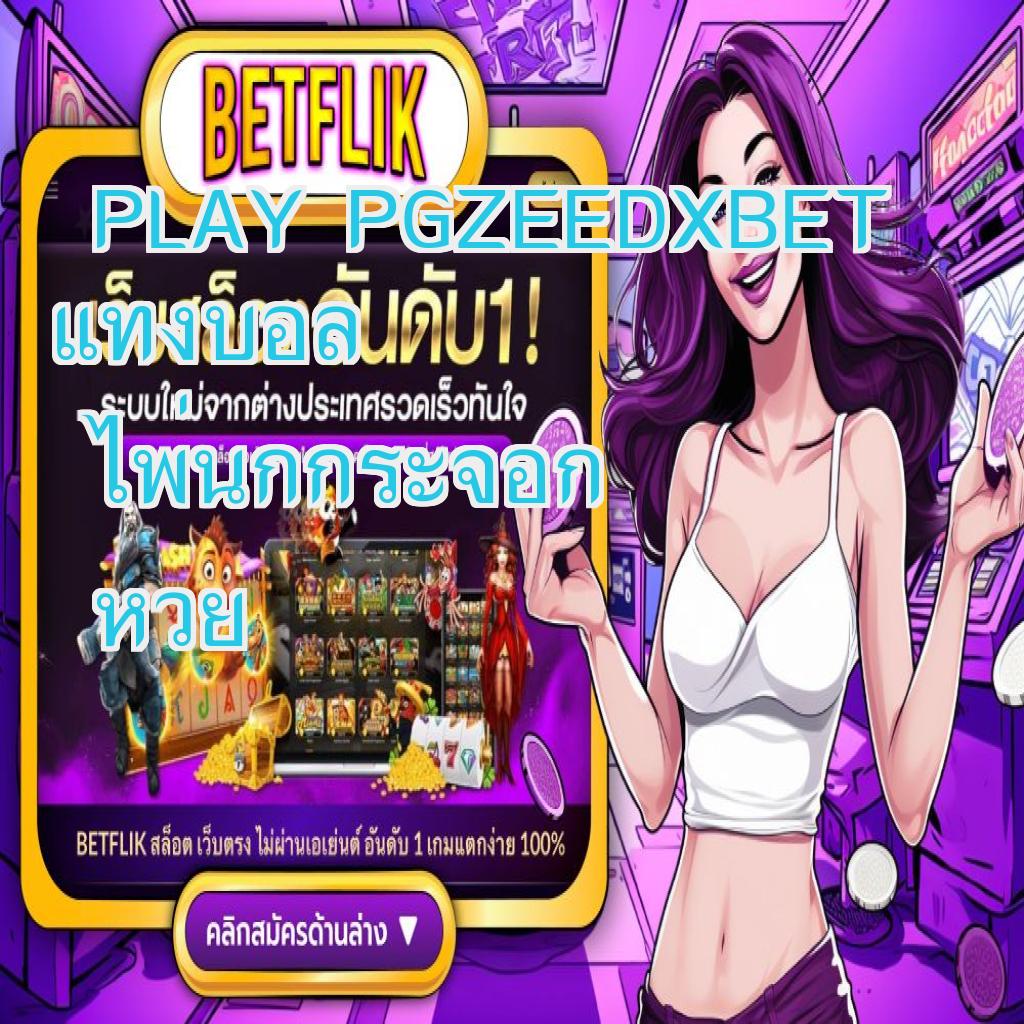 BETFLIK
PLAY PGZEEDXBET
อันดับ1!
แทงบอล
ระบบใหม่จากต่างประเทศรวดเร็วทันใจ
ไพ่นกกระจอก
หวย
BETFLIK สล็อต เว็บตรง ไม่ผ่านเอเย่นต์ อันดับ 1 เกมแตกง่าย 100%
คลิกสมัครด้านล่าง ▼